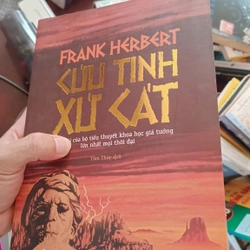 FRANK HERBERT
CỨU TINH
XỨ CÁT
của bộ tiểu thuyết khoa học giả tưởng
lớn nhất mọi thời đại
dịch